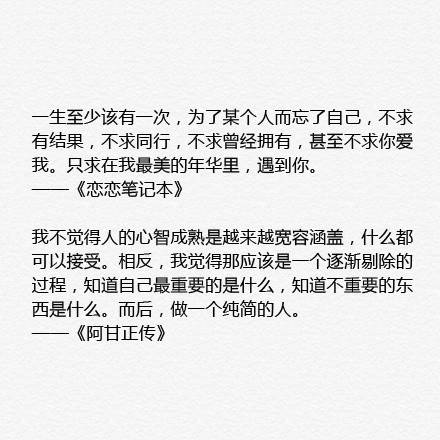 一生至少该有一次，为了某个人而忘了自己，不求
有结果，不求同行，不求曾经拥有，甚至不求你爱
我。只求在我最美的年华里，遇到你。
——《恋恋笔记本》
我不觉得人的心智成熟是越来越宽容涵盖，什么都
可以接受。相反，我觉得那应该是一个逐渐剔除的
过程，知道自己最重要的是什么，知道不重要的东
西是什么。而后，做一个纯简的人。
——《阿甘正传》